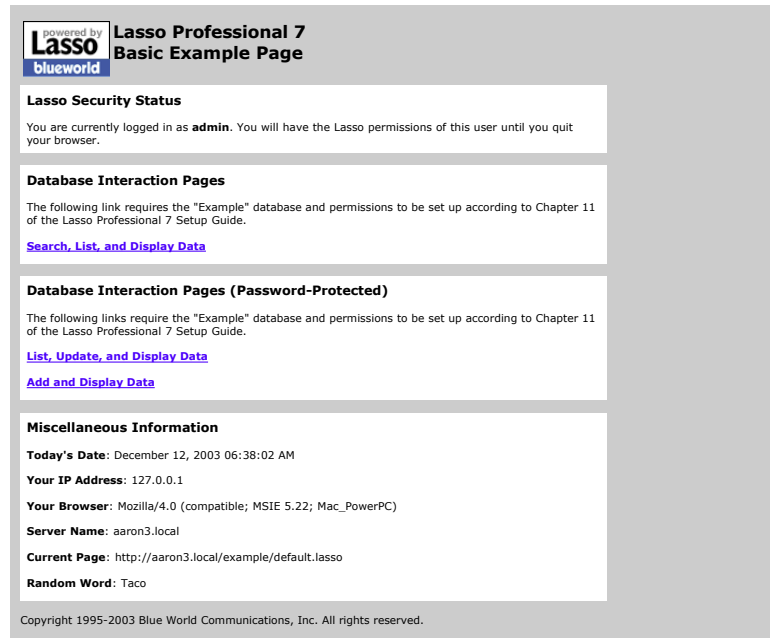 powered by
Lasso
blueworld
Lasso Professional 7
Basic Example Page
Lasso Security Status
You are currently logged in as admin. You will have the Lasso permissions of this user until you quit
your browser.
Database Interaction Pages
The following link requires the "Example" database and permissions to be set up according to Chapter 11
of the Lasso Professional 7 Setup Guide.
Search, List, and Display Data
Database Interaction Pages (Password-Protected)
The following links require the "Example" database and permissions to be set up according to Chapter 11
of the Lasso Professional 7 Setup Guide.
List, Update, and Display Data
Add and Display Data
Miscellaneous Information
Today's Date: December 12, 2003 06:38:02 AM
Your IP Address: 127.0.0.1
Your Browser: Mozilla/4.0 (compatible; MSIE 5.22; Mac_PowerPC)
Server Name: aaron3.local
Current Page: http://aaron3.local/example/default.lasso
Random Word: Taco
Copyright 1995-2003 Blue World Communications, Inc. All rights reserved.